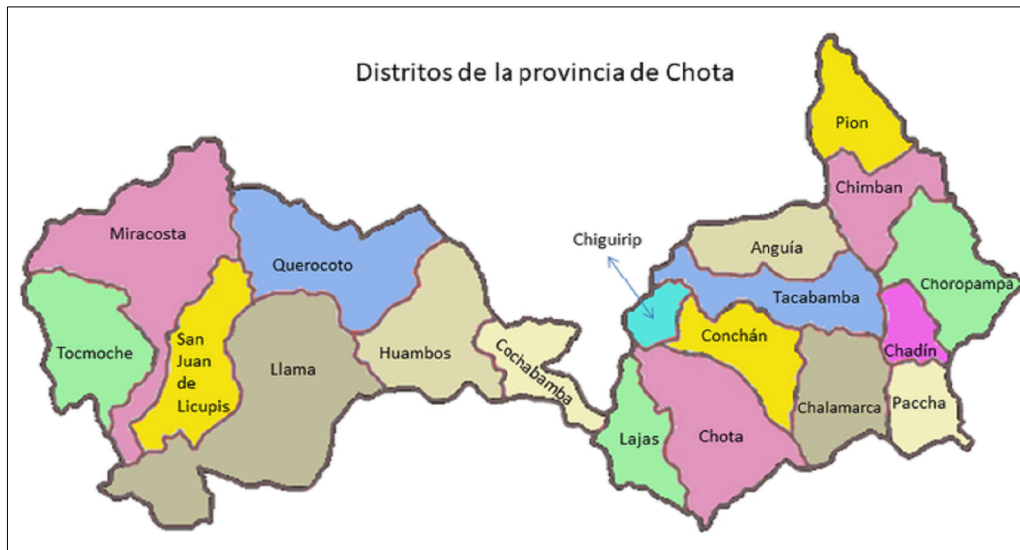 Distritos de la provincia de Chota
Pion
Chimban
Miracosta
Chiguirip
Anguía
Querocoto
Choropampa
Tacabamba
San
Juan
de
Licupis
Conchán
Chadín
Tocmoche
Huambos
Cochabamba
Llama
Paccha
Chalamarca
Lajas
Chota